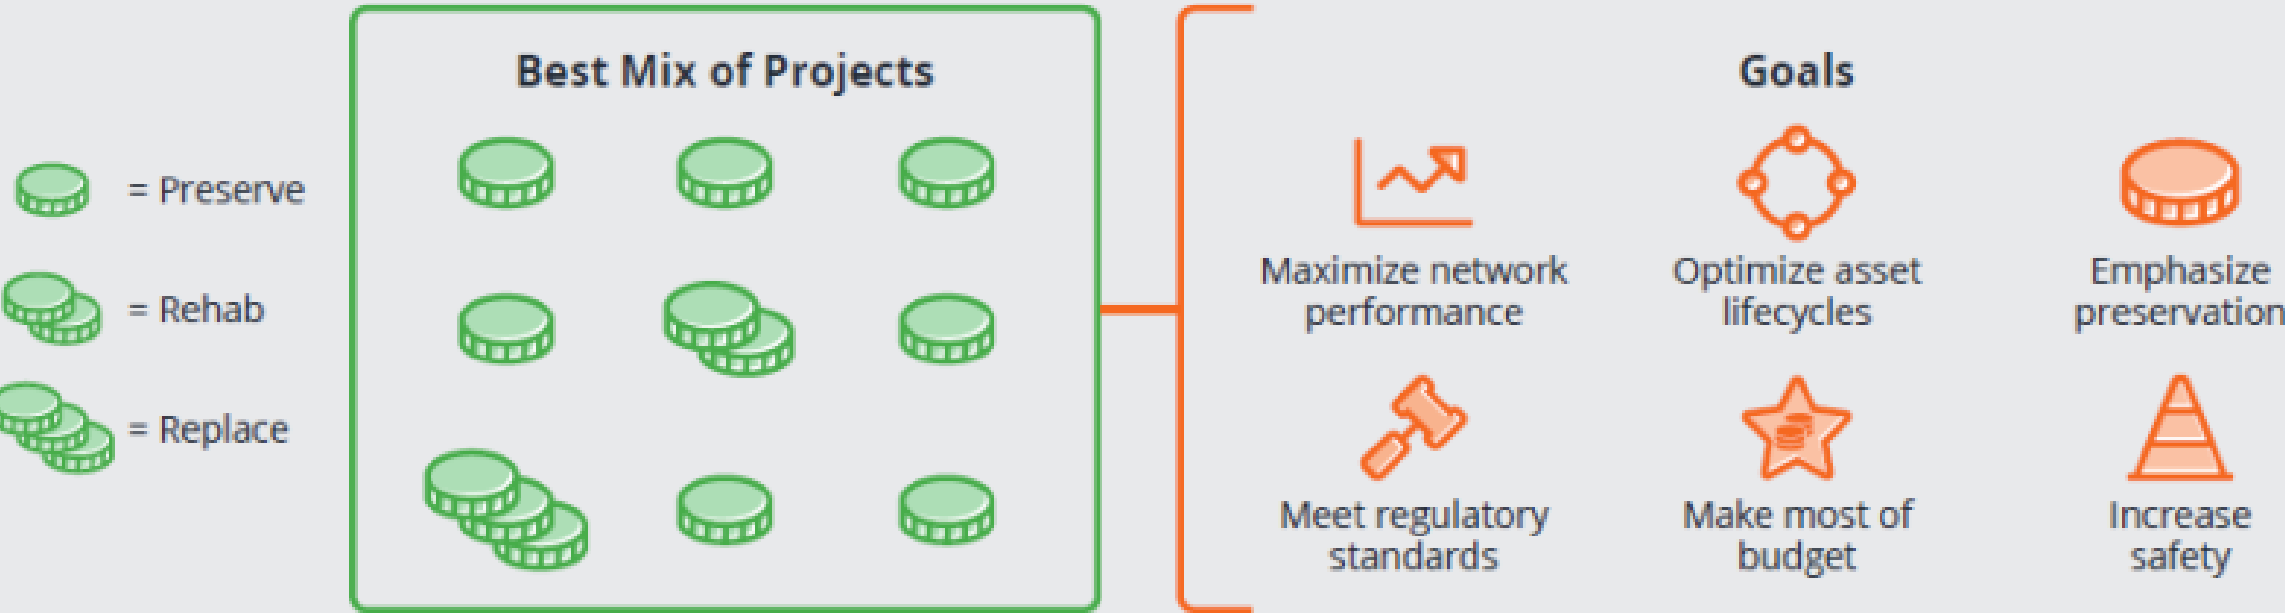 = Preserve
= Rehab
= Replace
Best Mix of Projects
Goals
Maximize network
performance
Optimize asset
lifecycles
Emphasize
preservation
Meet regulatory
standards
Make most of
budget
Increase
safety